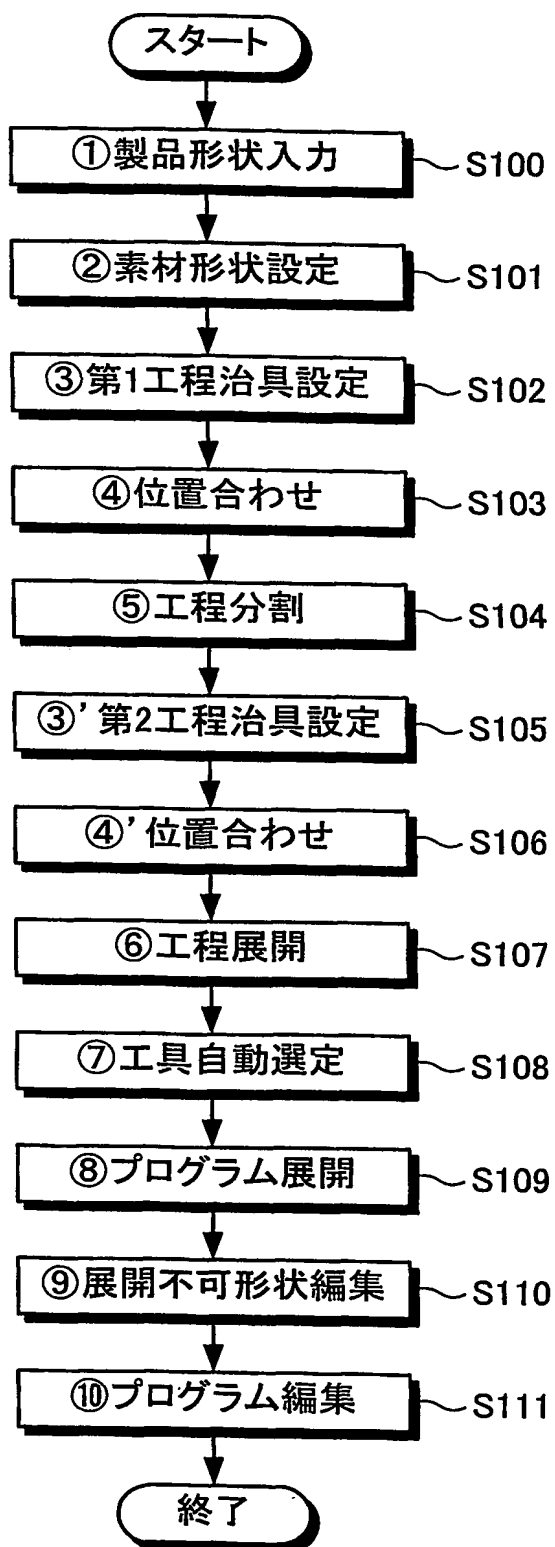 スタート
①製品形状入力 S100
②素材形状設定 S101
③第1工程治具設定 S102
④位置合わせ S103
⑤工程分割 S104
③'第2工程治具設定 S105
④'位置合わせ S106
⑥工程展開 S107
⑦工具自動選定 S108
⑧プログラム展開 S109
⑨展開不可形状編集 S110
⑩プログラム編集 S111
終了